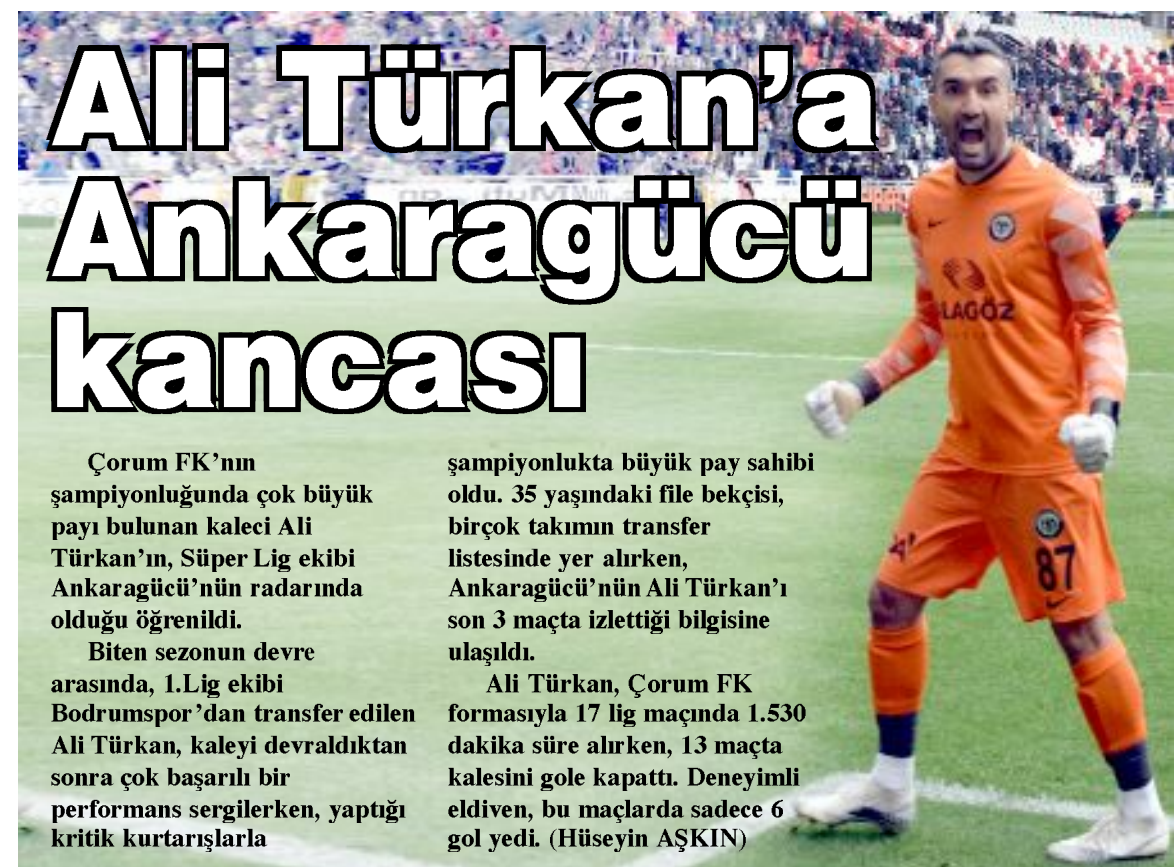 Ali Türkan'a
Ankaragücü
kancası
Çorum FK'nın
şampiyonluğunda çok büyük
payı bulunan kaleci Ali
Türkan'ın, Süper Lig ekibi
Ankaragücü'nün radarında
olduğu öğrenildi.
Biten sezonun devre
arasında, 1.Lig ekibi
Bodrumspor'dan transfer edilen
Ali Türkan, kaleyi devraldıktan
sonra çok başarılı bir
performans sergilerken, yaptığı
kritik kurtarışlarla
şampiyonlukta büyük pay sahibi
oldu. 35 yaşındaki file bekçisi,
birçok takımın transfer
listesinde yer alırken,
Ankaragücü'nün Ali Türkan'ı
son 3 maçta izlettiği bilgisine
ulaşıldı.
Ali Türkan, Çorum FK
formasıyla 17 lig maçında 1.530
dakika süre alırken, 13 maçta
kalesini gole kapattı. Deneyimli
eldiven, bu maçlarda sadece 6
gol yedi. (Hüseyin AŞKIN)
LAGÖZ
87